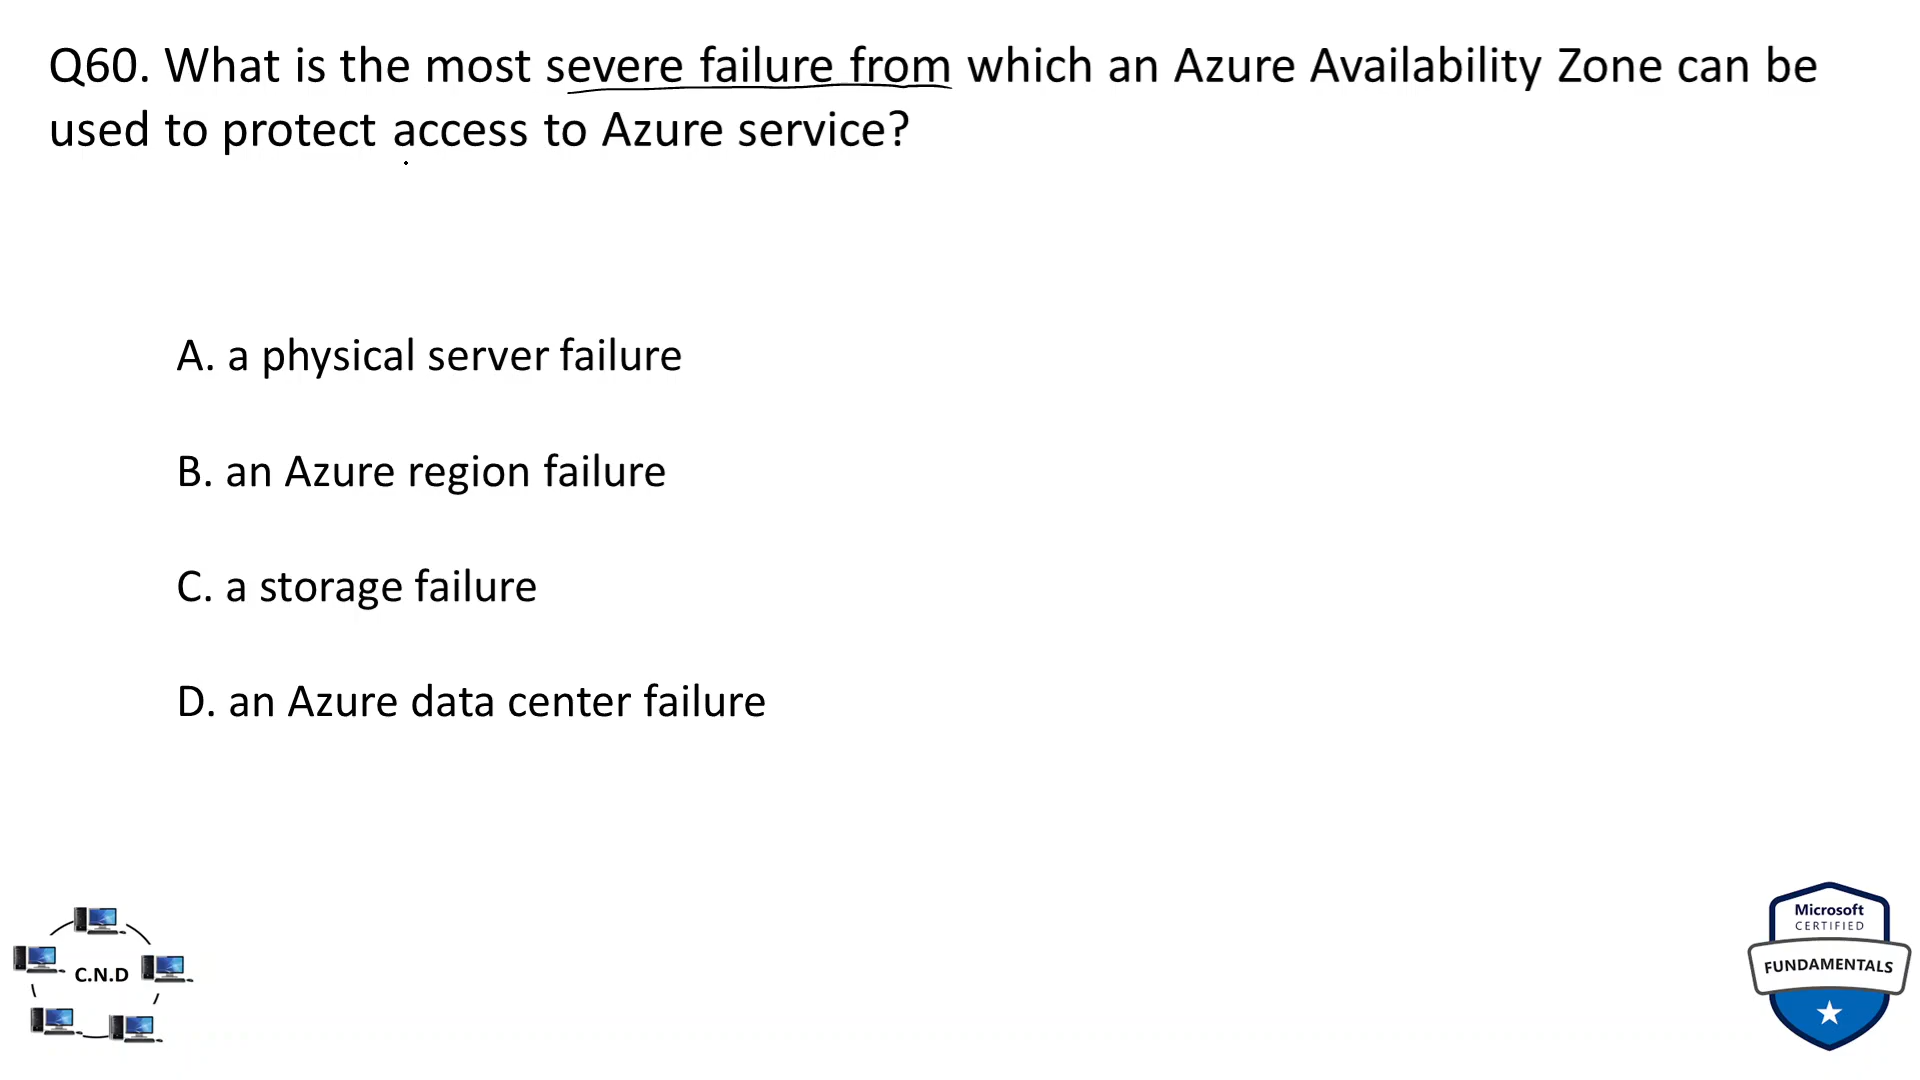 Q60. What is the most severe failure from which an Azure Availability Zone can be
used to protect access to Azure service?
A. a physical server failure
B. an Azure region failure
C. a storage failure
D. an Azure data center failure
C.N.D
Microsoft
CERTIFIED
FUNDAMENTALS